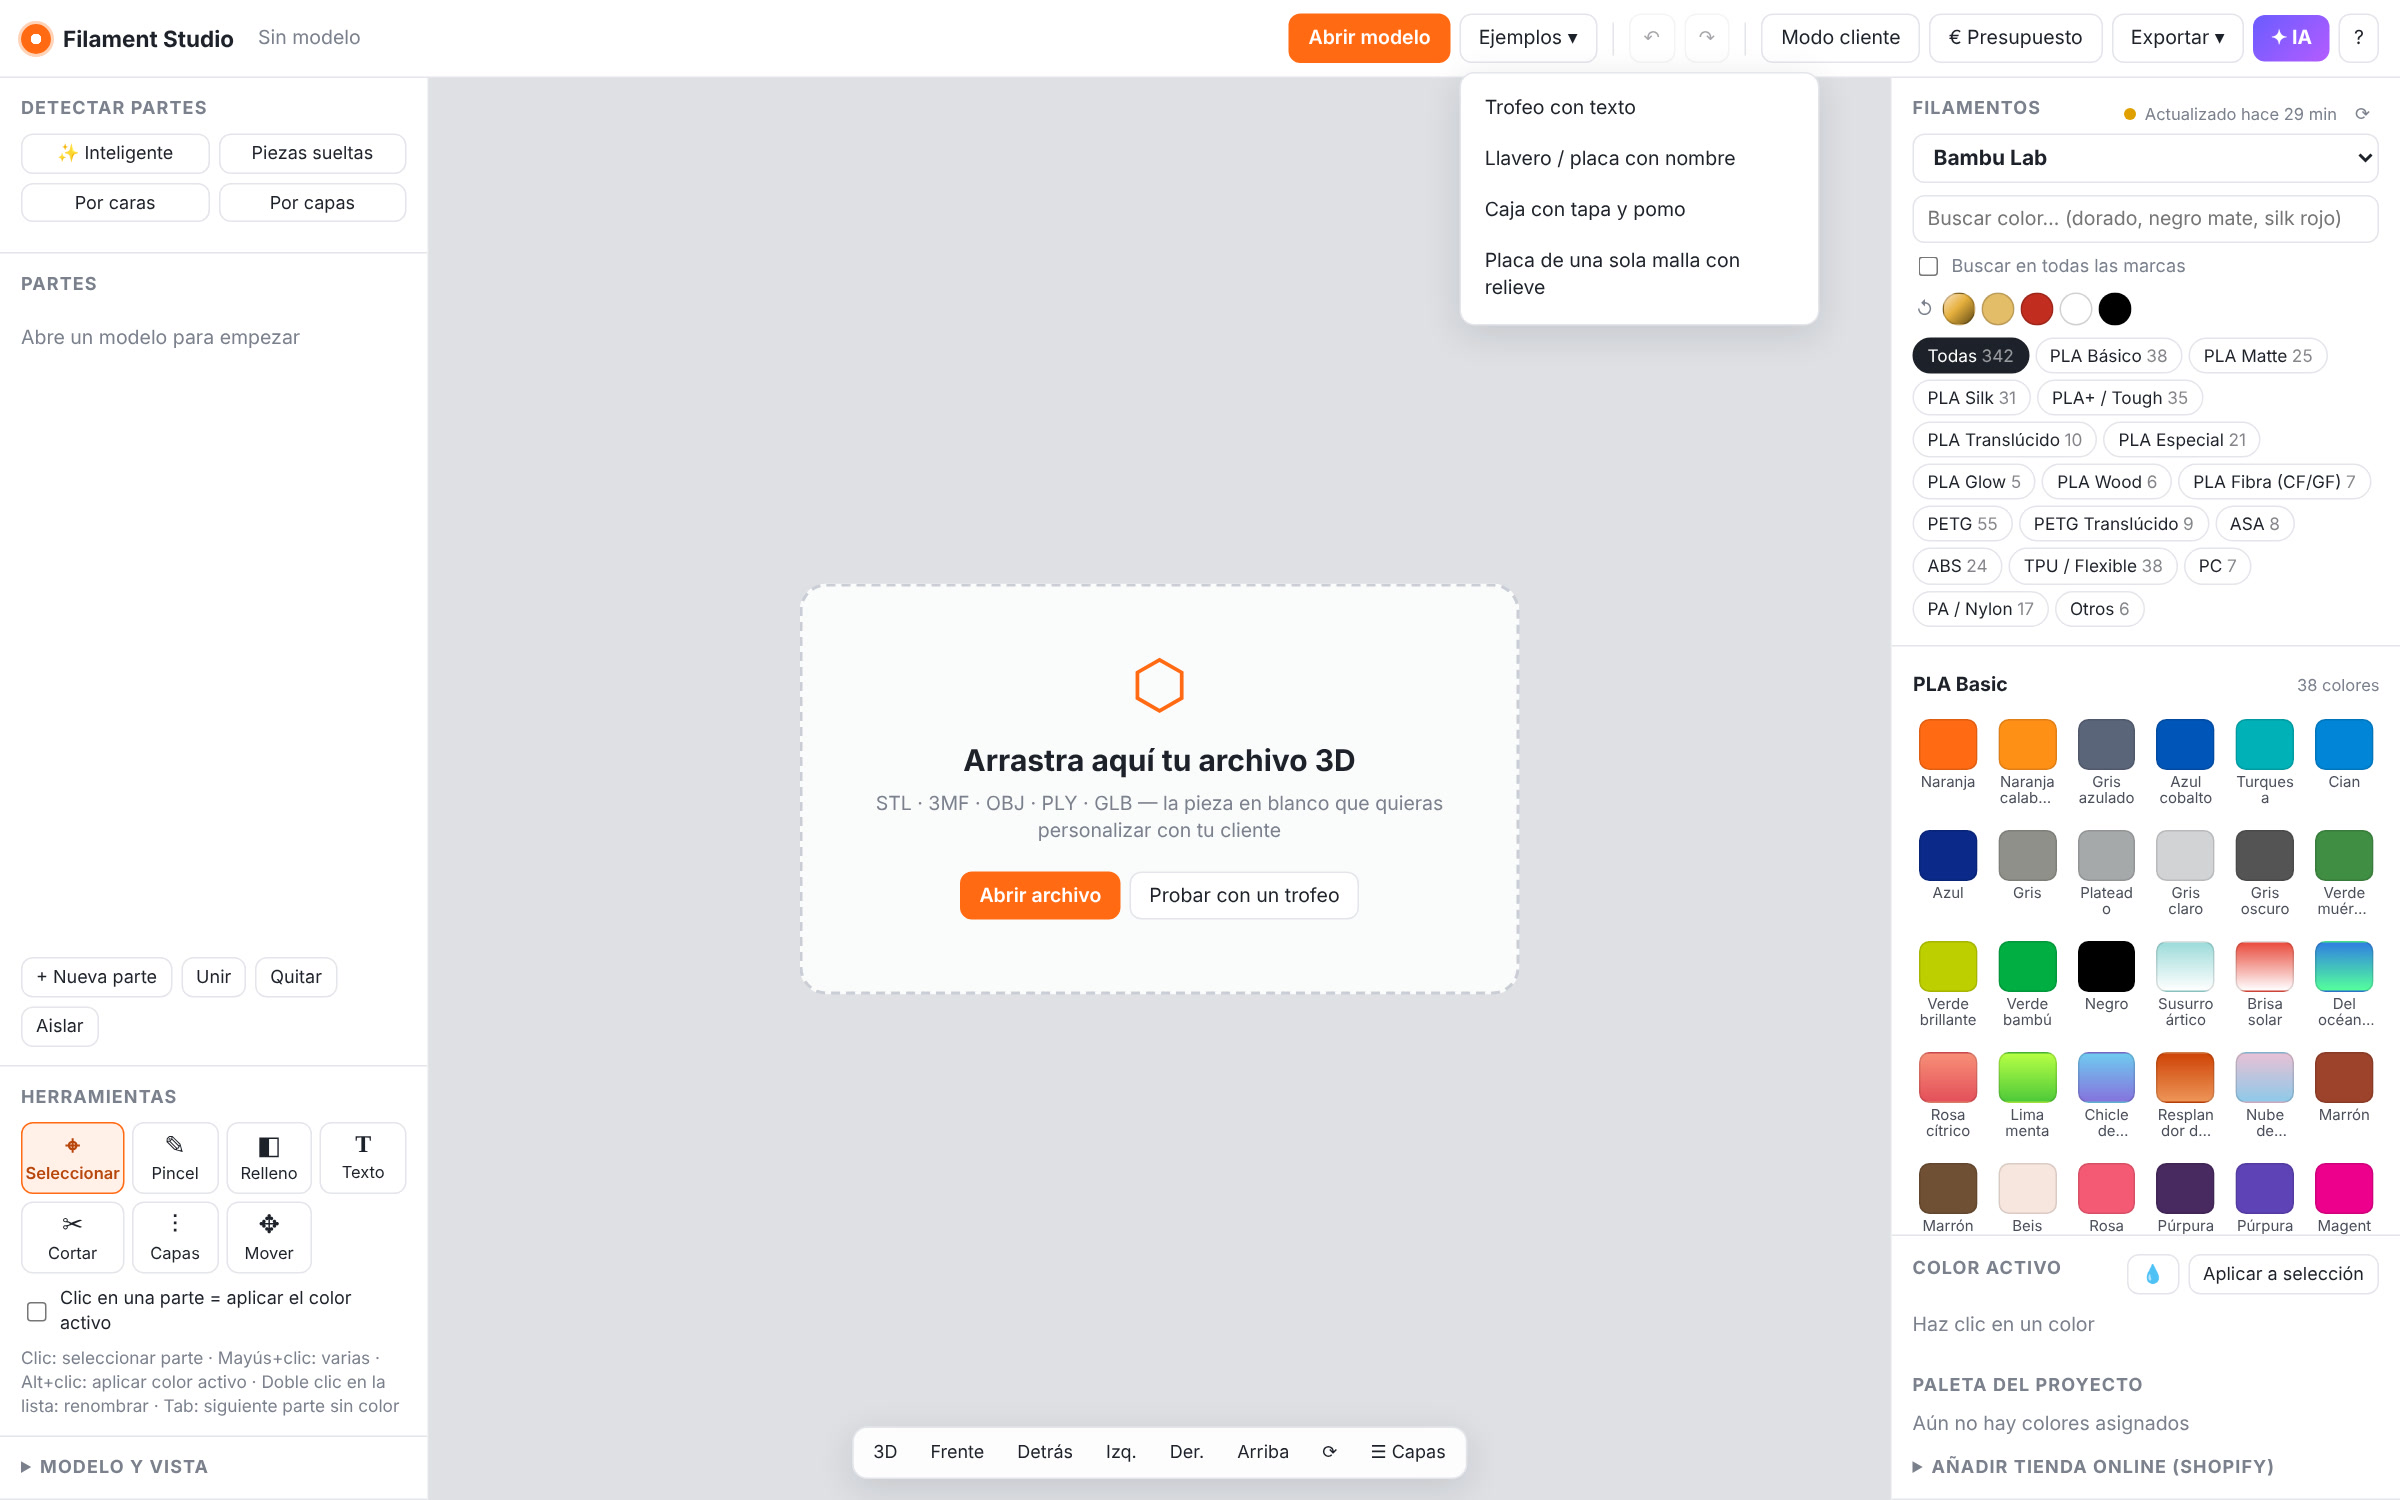 Filament Studio
Sin modelo
Abrir modelo
Ejemplos ▾
↶
↷
Modo cliente
€ Presupuesto
Exportar ▾
✦ IA
?
Trofeo con texto
Llavero / placa con nombre
Caja con tapa y pomo
Placa de una sola malla con
relieve
DETECTAR PARTES
✨ Inteligente
Piezas sueltas
Por caras
Por capas
PARTES
Abre un modelo para empezar
+ Nueva parte
Unir
Quitar
Aislar
HERRAMIENTAS
Seleccionar
Pincel
Relleno
T
Texto
Cortar
Capas
Mover
Clic en una parte = aplicar el color
activo
Clic: seleccionar parte · Mayús+clic: varias ·
Alt+clic: aplicar color activo · Doble clic en la
lista: renombrar · Tab: siguiente parte sin color
▶ MODELO Y VISTA
Arrastra aquí tu archivo 3D
STL · 3MF · OBJ · PLY · GLB — la pieza en blanco que quieras
personalizar con tu cliente
Abrir archivo
Probar con un trofeo
3D
Frente
Detrás
Izq.
Der.
Arriba
⟳
☰ Capas
FILAMENTOS
Actualizado hace 29 min
⟳
Bambu Lab
Buscar color... (dorado, negro mate, silk rojo)
Buscar en todas las marcas
Todas 342
PLA Básico 38
PLA Matte 25
PLA Silk 31
PLA+ / Tough 35
PLA Translúcido 10
PLA Especial 21
PLA Glow 5
PLA Wood 6
PLA Fibra (CF/GF) 7
PETG 55
PETG Translúcido 9
ASA 8
ABS 24
TPU / Flexible 38
PC 7
PA / Nylon 17
Otros 6
PLA Basic
38 colores
Naranja
Naranja
calab...
Gris
azulado
Azul
cobalto
Turques
a
Cian
Azul
Gris
Platead
o
Gris
claro
Gris
oscuro
Verde
muér...
Verde
brillante
Verde
bambú
Negro
Susurro
ártico
Brisa
solar
Del
océan...
Rosa
cítrico
Lima
menta
Chicle
de...
Resplan
dor d...
Nube
de...
Marrón
Marrón
Beis
Rosa
Púrpura
Púrpura
Magent
COLOR ACTIVO
Aplicar a selección
Haz clic en un color
PALETA DEL PROYECTO
Aún no hay colores asignados
▶ AÑADIR TIENDA ONLINE (SHOPIFY)